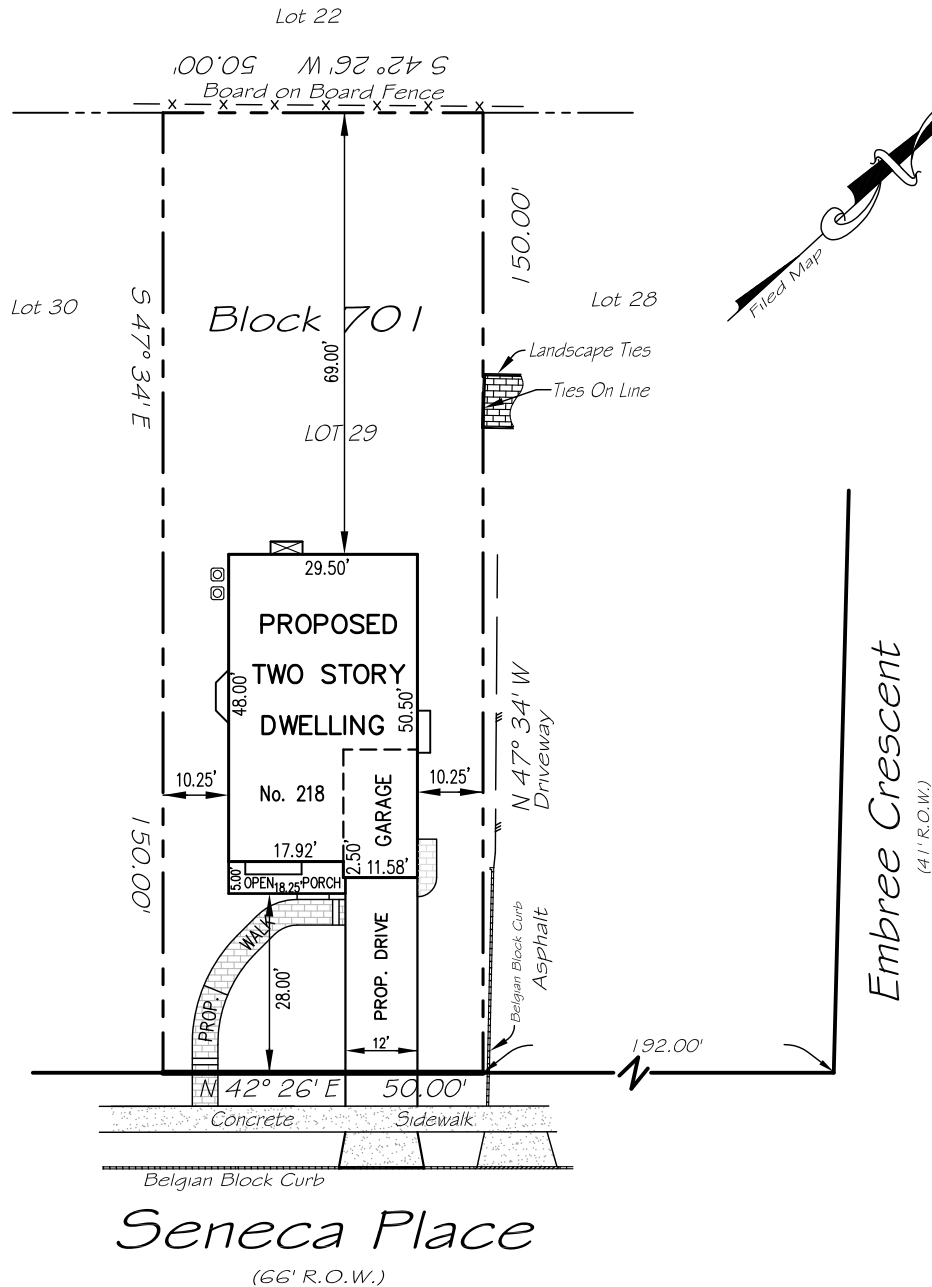 Lot 22
S 42° 26' W 50.00'
Board on Board Fence
150.00'
Filed Map
Lot 30
S 47° 34' E
Block 701
Lot 28
69.00'
Landscape Ties
Ties On Line
LOT 29
29.50'
PROPOSED
TWO STORY
DWELLING
48.00'
50.50'
N 47° 34' W
Driveway
10.25'
10.25'
No. 218
GARAGE
150.00'
17.92'
2.50'
11.58'
5.00'
OPEN PORCH
18.25'
WALK
PROP.
28.00'
PROP. DRIVE
12'
Belgian Block Curb
Asphalt
Embree Crescent
(41' R.O.W.)
192.00'
N 42° 26' E 50.00'
Concrete Sidewalk
Belgian Block Curb
Seneca Place
(66' R.O.W.)